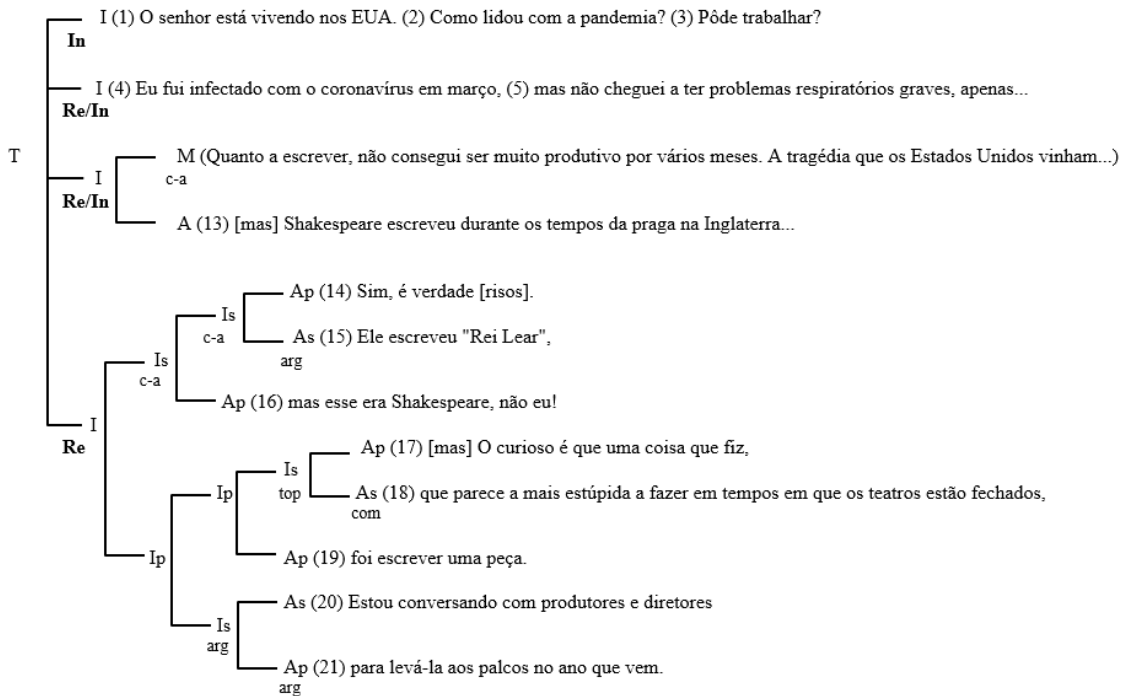 I (1) O senhor está vivendo nos EUA. (2) Como lidou com a pandemia? (3) Pôde trabalhar?
In
I (4) Eu fui infectado com o coronavírus em março, (5) mas não cheguei a ter problemas respiratórios graves, apenas...
Re/In
T
M (Quanto a escrever, não consegui ser muito produtivo por vários meses. A tragédia que os Estados Unidos vinham...)
I
c-a
Re/In
A (13) [mas] Shakespeare escreveu durante os tempos da praga na Inglaterra...
Ap (14) Sim, é verdade [risos].
Is
c-a
As (15) Ele escreveu "Rei Lear",
arg
Is
c-a
Ap (16) mas esse era Shakespeare, não eu!
I
Re
Ap (17) [mas] O curioso é que uma coisa que fiz,
Is
top
As (18) que parece a mais estúpida a fazer em tempos em que os teatros estão fechados,
com
Ip
Ap (19) foi escrever uma peça.
Ip
As (20) Estou conversando com produtores e diretores
Is
arg
Ap (21) para levá-la aos palcos no ano que vem.
arg